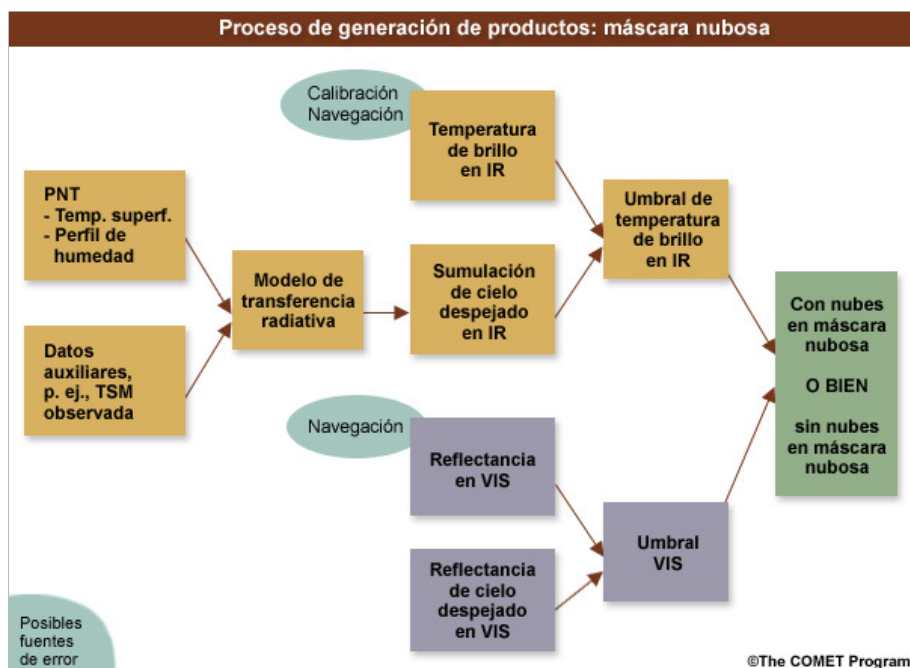 Proceso de generación de productos: máscara nubosa
Calibración
Navegación
Temperatura
de brillo
en IR
PNT
- Temp. superf.
- Perfil de
humedad
Umbral de
temperatura
de brillo
en IR
Modelo de
transferencia
radiativa
Sumulación
de cielo
despejado
en IR
Datos
auxiliares,
p. ej., TSM
observada
Con nubes
en máscara
nubosa
O BIEN
sin nubes
en máscara
nubosa
Navegación
Reflectancia
en VIS
Umbral
VIS
Reflectancia
de cielo
despejado
en VIS
Posibles
fuentes
de error
©The COMET Program